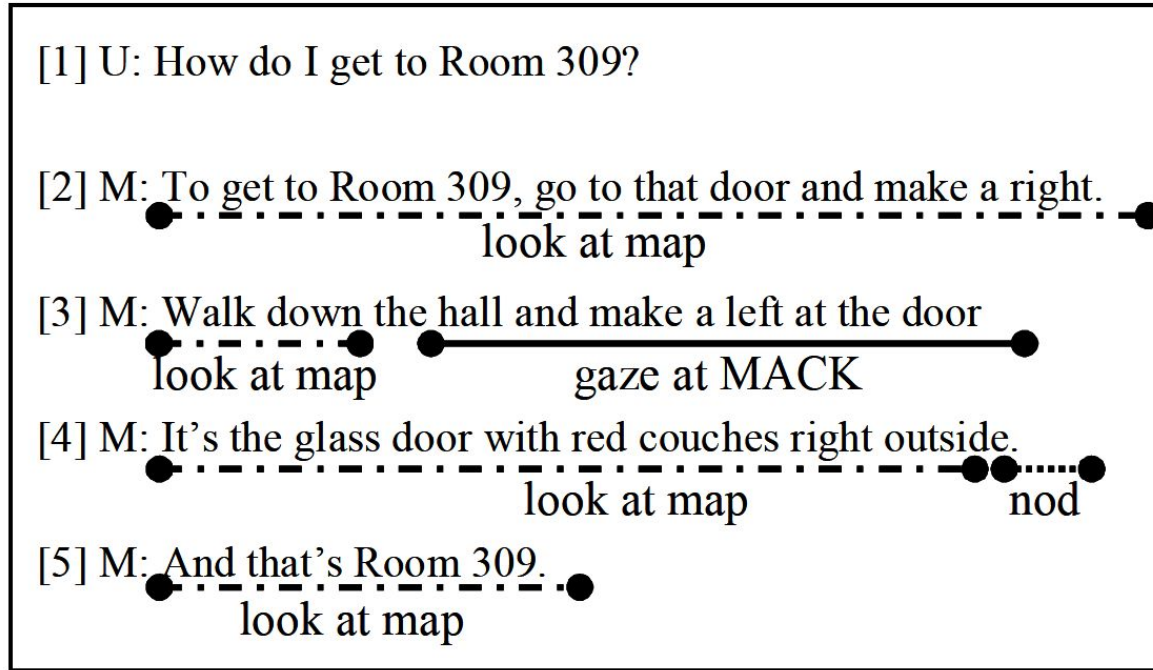 [1] U: How do I get to Room 309?
[2] M: To get to Room 309, go to that door and make a right.
look at map
[3] M: Walk down the hall and make a left at the door
look at map gaze at MACK
[4] M: It’s the glass door with red couches right outside.
look at map nod
[5] M: And that’s Room 309.
look at map